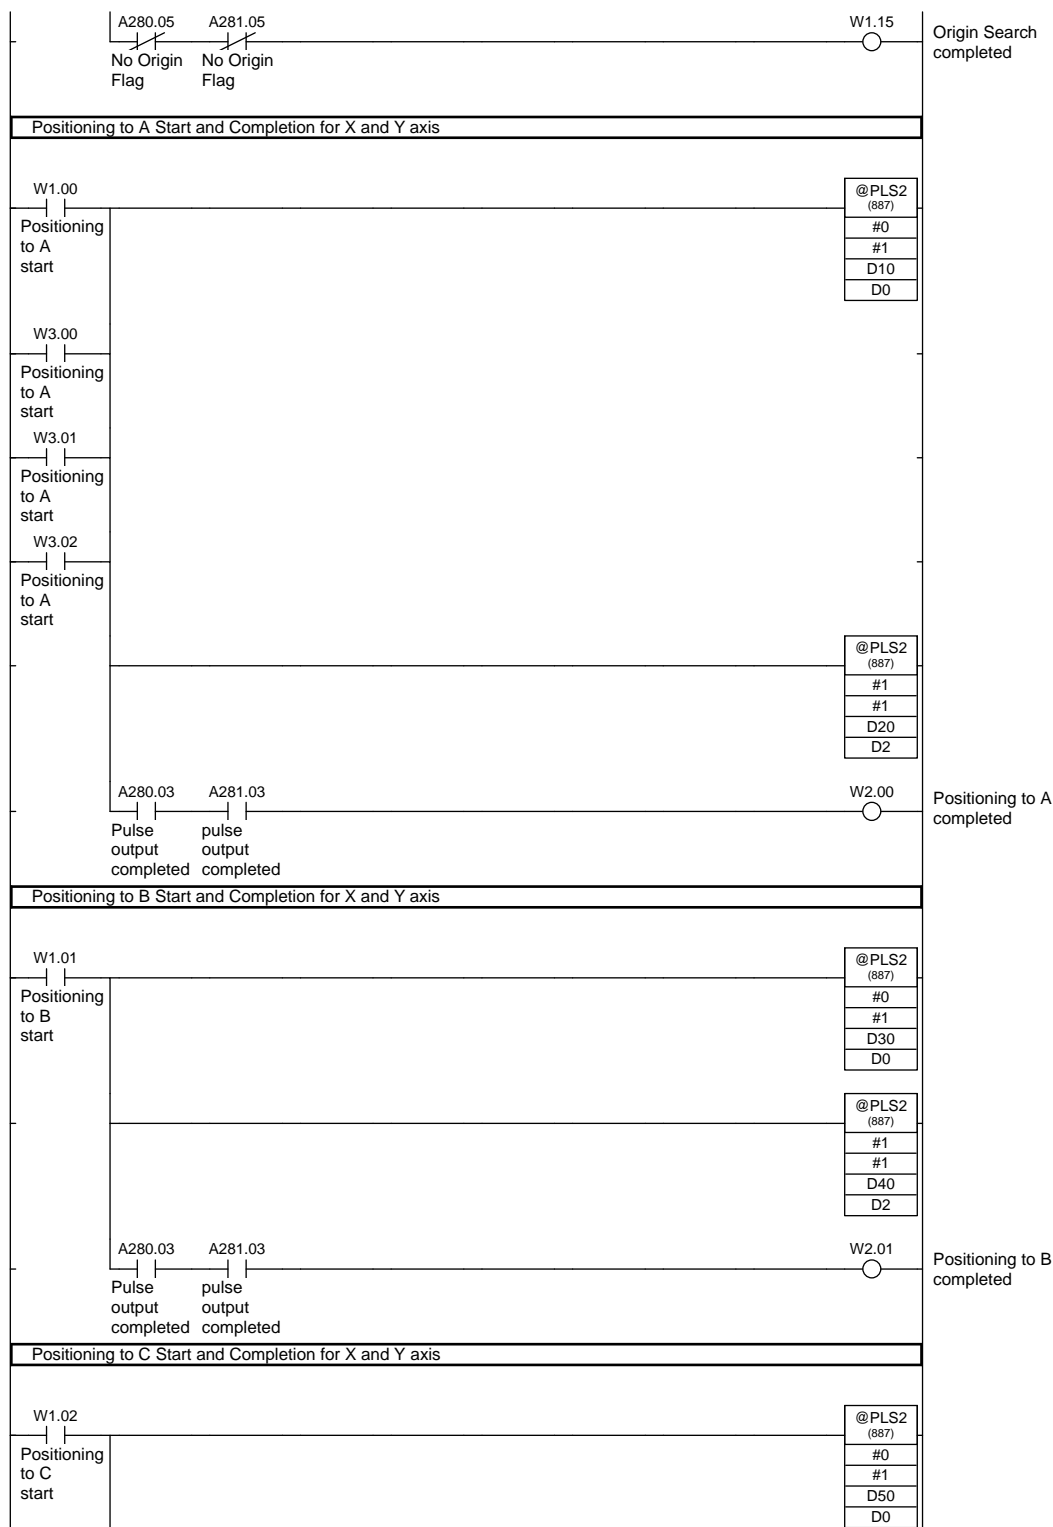 A280.05 A281.05 W1.15
Origin Search
completed
No Origin No Origin
Flag Flag
Positioning to A Start and Completion for X and Y axis
W1.00
Positioning
to A
start
@PLS2
(887)
#0
#1
D10
D0
W3.00
Positioning
to A
start
W3.01
Positioning
to A
start
W3.02
Positioning
to A
start
@PLS2
(887)
#1
#1
D20
D2
A280.03 A281.03 W2.00
Positioning to A
completed
Pulse pulse
output output
completed completed
Positioning to B Start and Completion for X and Y axis
W1.01
Positioning
to B
start
@PLS2
(887)
#0
#1
D30
D0
@PLS2
(887)
#1
#1
D40
D2
A280.03 A281.03 W2.01
Positioning to B
completed
Pulse pulse
output output
completed completed
Positioning to C Start and Completion for X and Y axis
W1.02
Positioning
to C
start
@PLS2
(887)
#0
#1
D50
D0